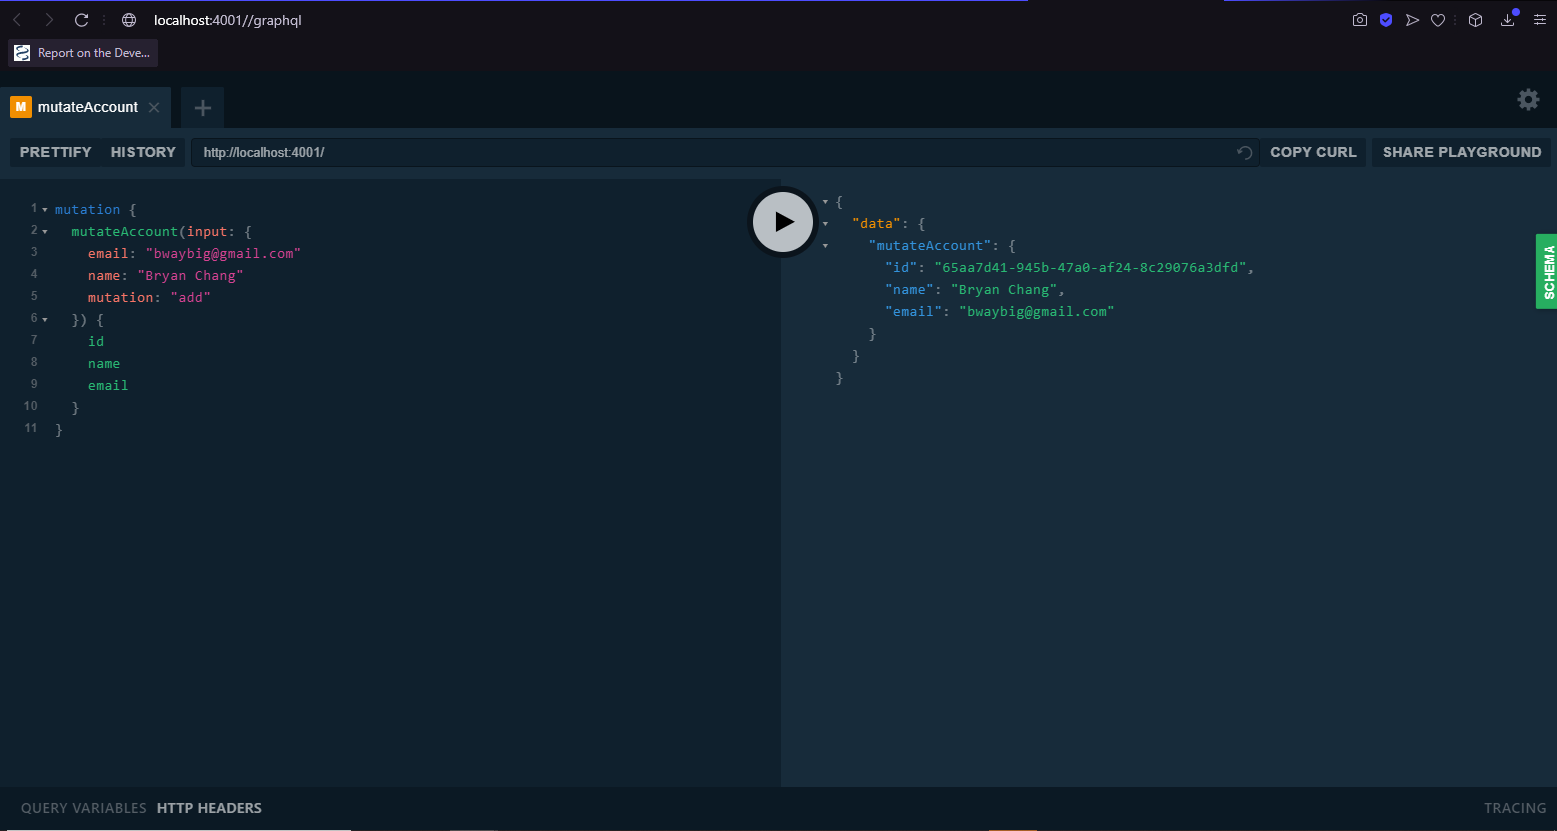 localhost:4001//graphql
Report on the Deve...
M mutateAccount
PRETTIFY HISTORY http://localhost:4001/ COPY CURL SHARE PLAYGROUND
1 mutation {
2 mutateAccount(input: {
3 email: "bwaybig@gmail.com"
4 name: "Bryan Chang"
5 mutation: "add"
6 }) {
7 id
8 name
9 email
10 }
11 }
{
"data": {
"mutateAccount": {
"id": "65aa7d41-945b-47a0-af24-8c29076a3dfd",
"name": "Bryan Chang",
"email": "bwaybig@gmail.com"
}
}
}
SCHEMA
QUERY VARIABLES HTTP HEADERS TRACING